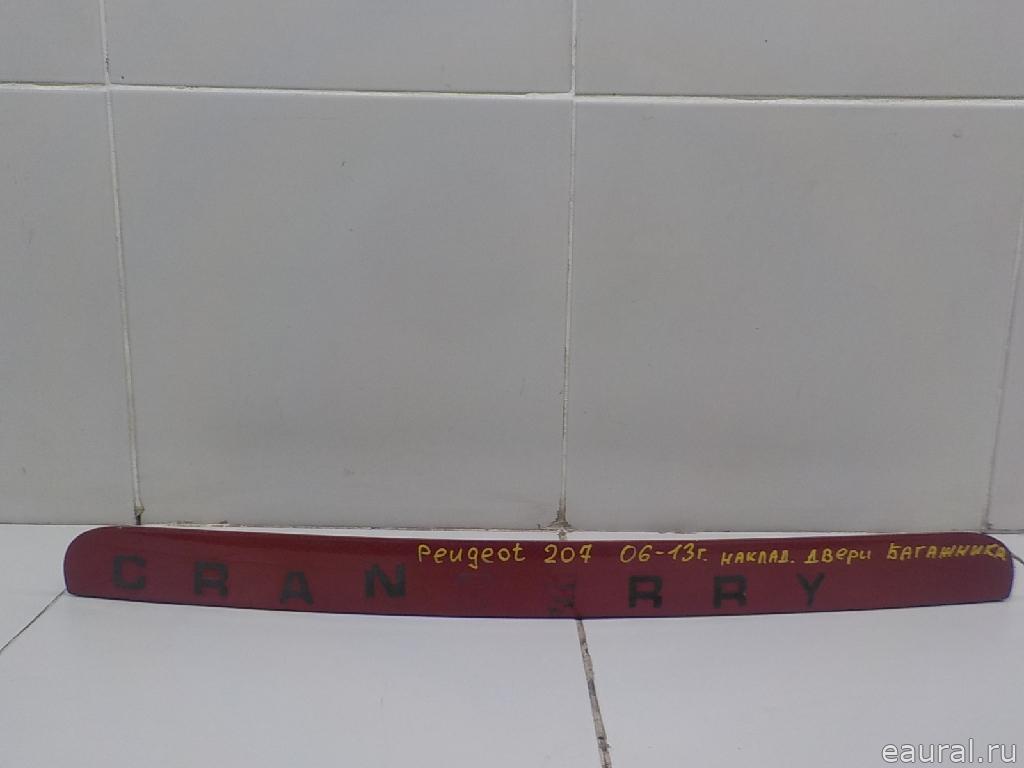 Peugeot 207 06-13г. НАКЛАД. ДВЕРИ БАГАЖНИКА
CRAN RRY
eaural.ru